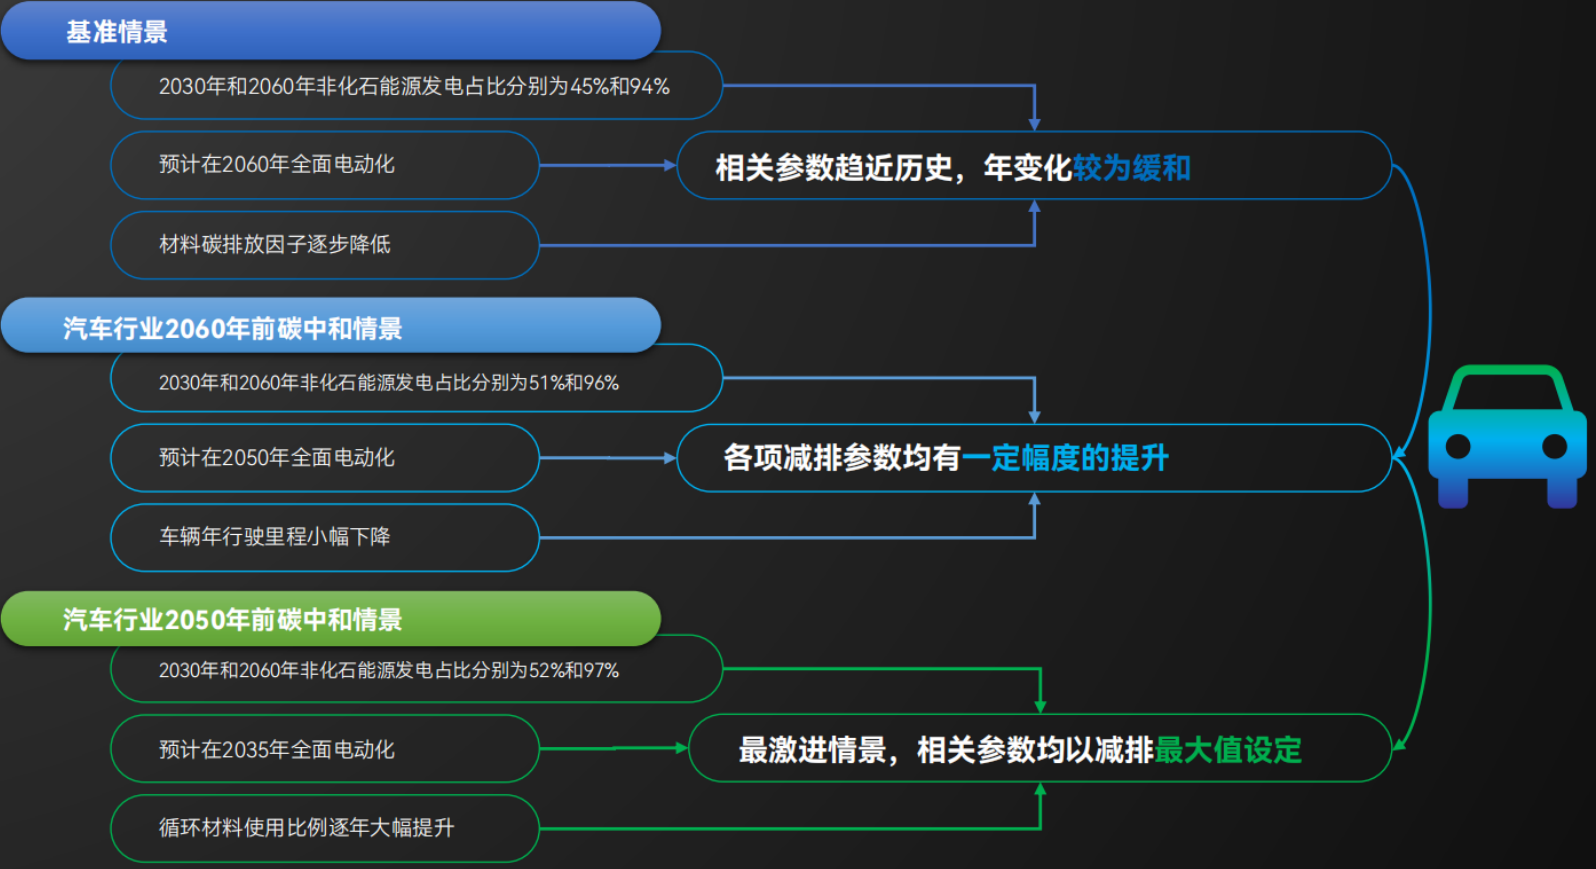 基准情景
2030年和2060年非化石能源发电占比分别为45%和94%
预计在2060年全面电动化
相关参数趋近历史，年变化较为缓和
材料碳排放因子逐步降低
汽车行业2060年前碳中和情景
2030年和2060年非化石能源发电占比分别为51%和96%
预计在2050年全面电动化
各项减排参数均有一定幅度的提升
车辆年行驶里程小幅下降
汽车行业2050年前碳中和情景
2030年和2060年非化石能源发电占比分别为52%和97%
预计在2035年全面电动化
最激进情景，相关参数均以减排最大值设定
循环材料使用比例逐年大幅提升